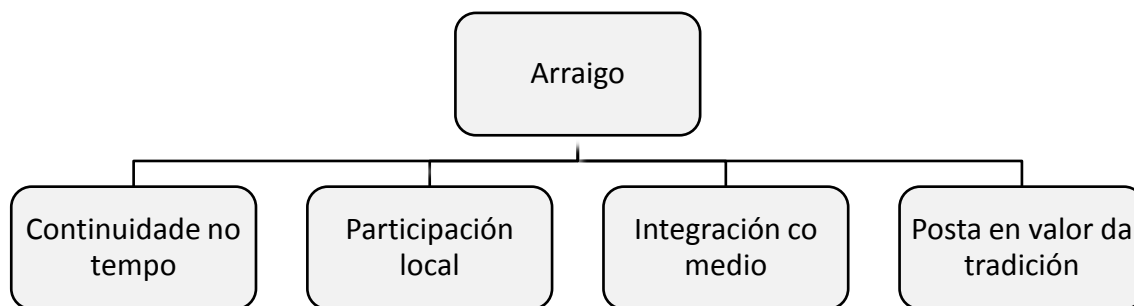 Arraigo
Continuidade no
tempo
Participación
local
Integración co
medio
Posta en valor da
tradición